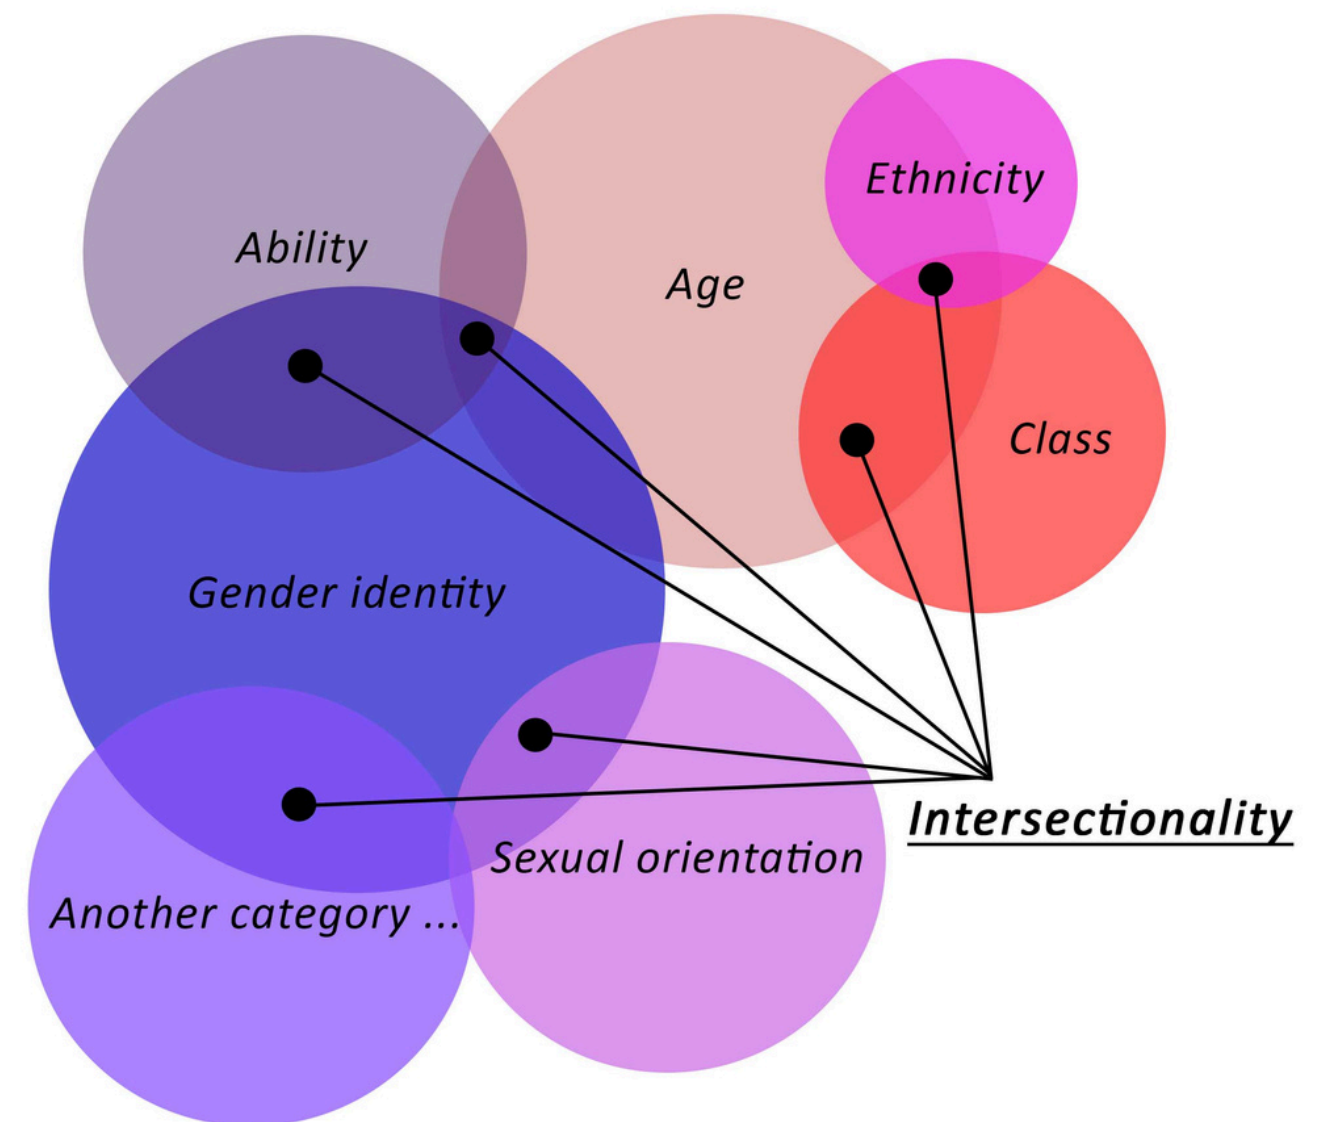 Ethnicity
Ability
Age
Class
Gender identity
Intersectionality
Sexual orientation
Another category ...